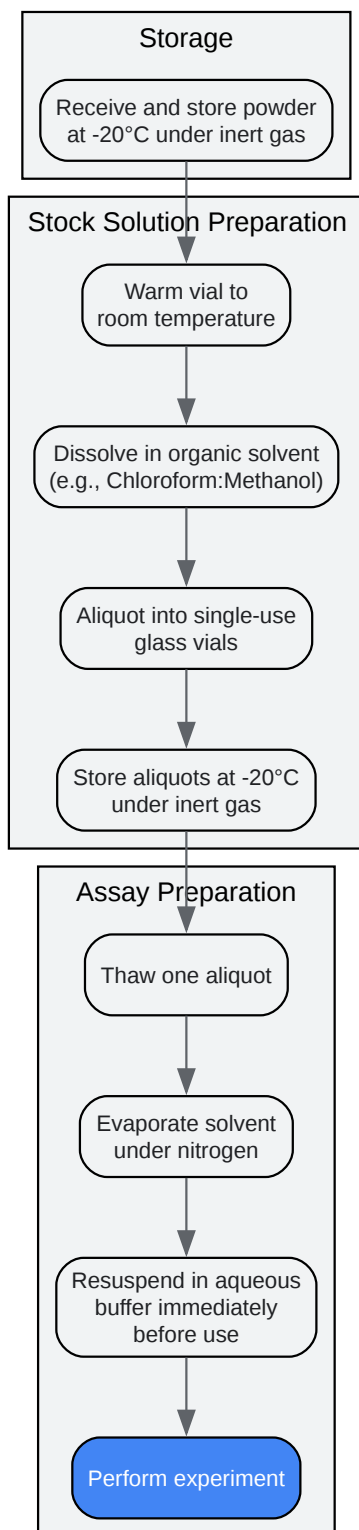 Storage
Receive and store powder
at -20°C under inert gas
Stock Solution Preparation
Warm vial to
room temperature
Dissolve in organic solvent
(e.g., Chloroform:Methanol)
Aliquot into single-use
glass vials
Store aliquots at -20°C
under inert gas
Assay Preparation
Thaw one aliquot
Evaporate solvent
under nitrogen
Resuspend in aqueous
buffer immediately
before use
Perform experiment